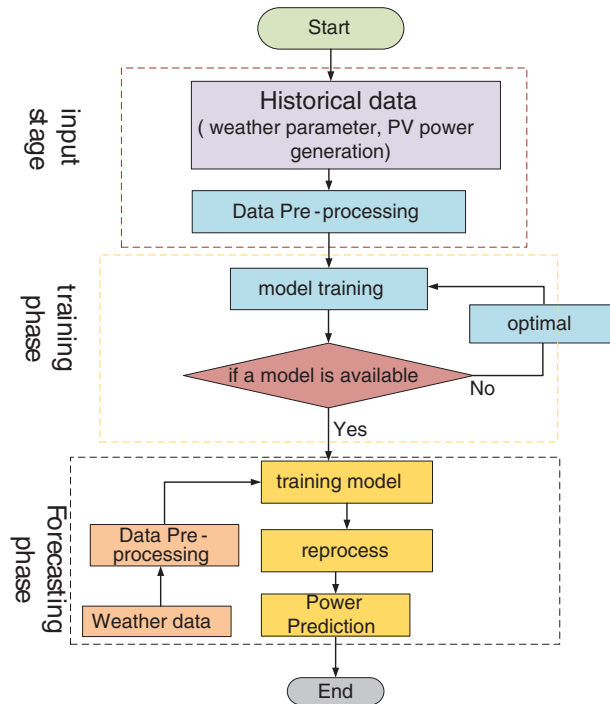 Start
input
stage
Historical data
( weather parameter, PV power
generation)
Data Pre-processing
training
phase
model training
optimal
if a model is available
No
Yes
Forecasting
phase
training model
Data Pre-
processing
reprocess
Weather data
Power
Prediction
End